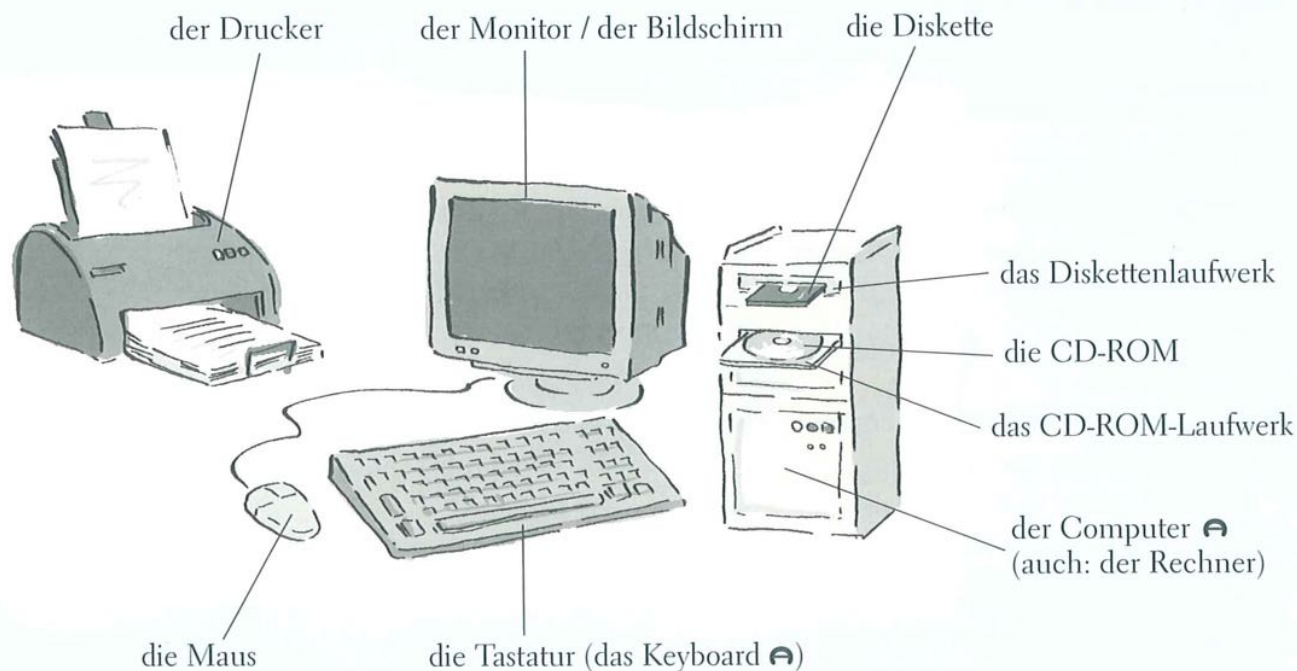 der Drucker
der Monitor / der Bildschirm
die Diskette
das Diskettenlaufwerk
die CD-ROM
das CD-ROM-Laufwerk
der Computer A
(auch: der Rechner)
die Maus
die Tastatur (das Keyboard A)